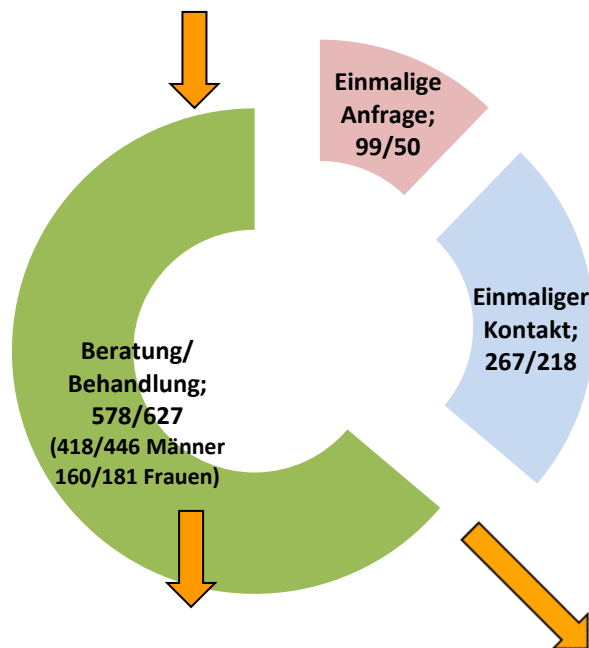 Einmalige
Anfrage;
99/50
Einmaliger
Kontakt;
267/218
Beratung/
Behandlung;
578/627
(418/446 Männer
160/181 Frauen)